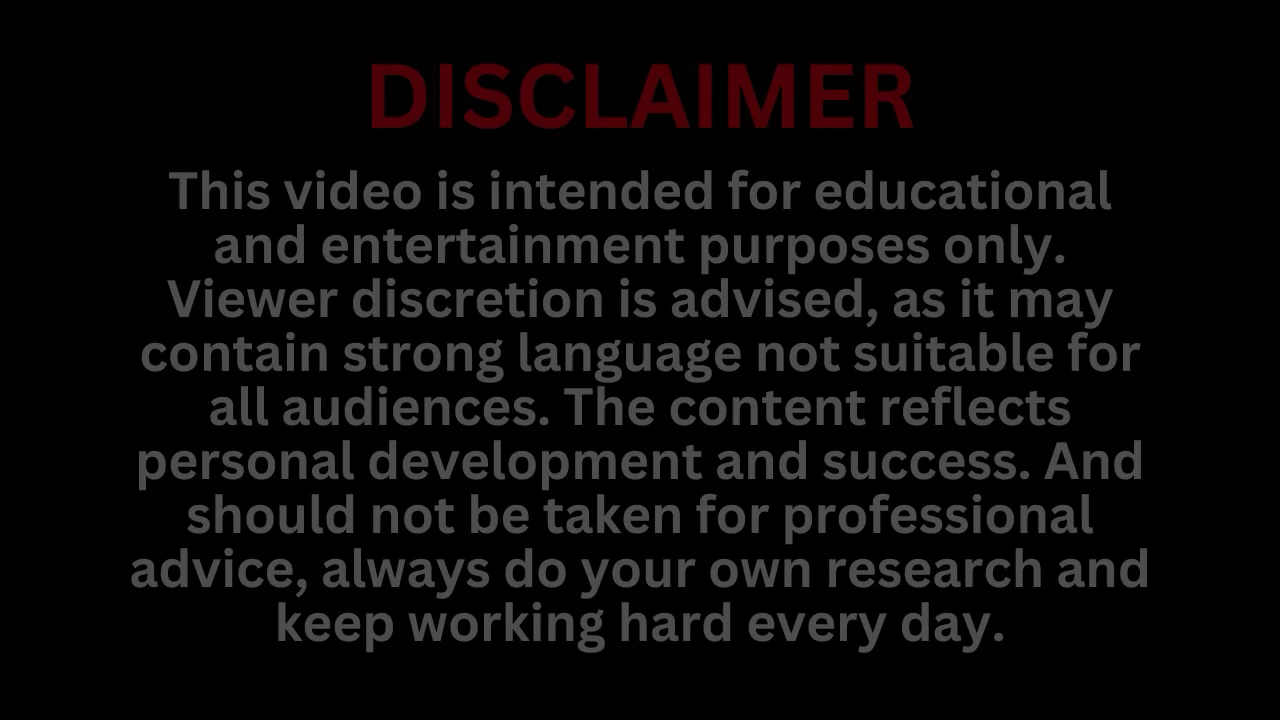 DISCLAIMER
This video is intended for educational
and entertainment purposes only.
Viewer discretion is advised, as it may
contain strong language not suitable for
all audiences. The content reflects
personal development and success. And
should not be taken for professional
advice, always do your own research and
keep working hard every day.